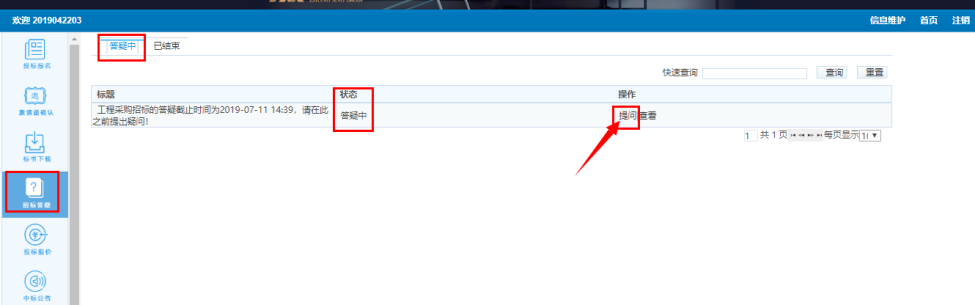 欢迎 2019042203
信息维护 首页 注销
答疑中 已结束
投标报名
邀请函确认
标书下载
招标答疑
投标报价
中标公告
快速查询 查询 重置
标题 状态 操作
工程采购招标的答疑截止时间为2019-07-11 14:39，请在此
之前提出疑问！
答疑中
提问 查看
1 共 1 页 每页显示